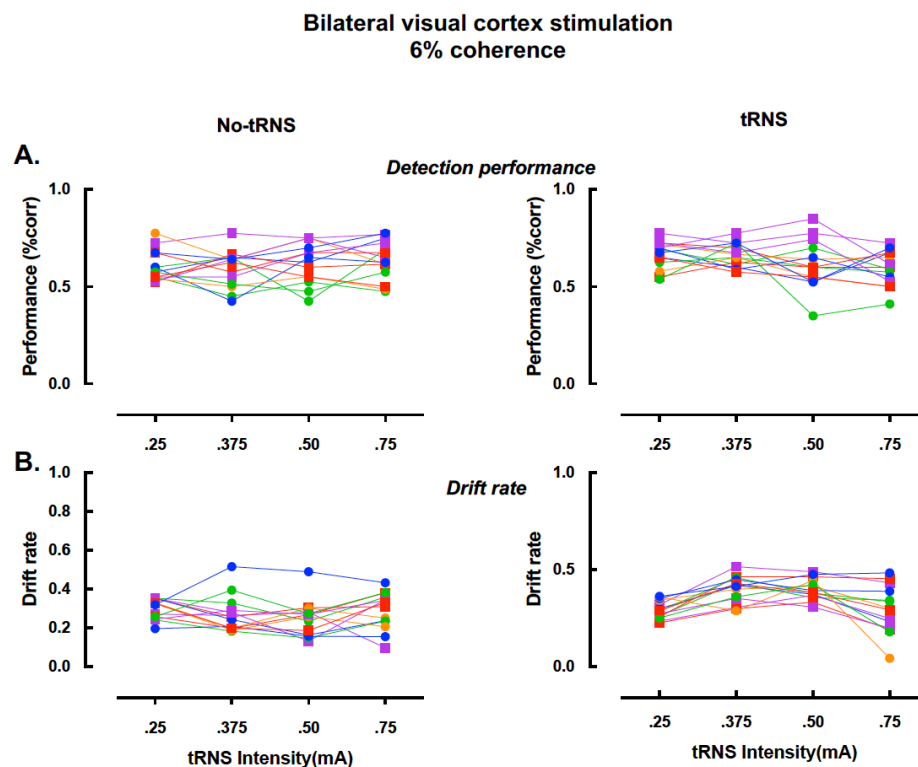 Bilateral visual cortex stimulation
6% coherence
No-tRNS
tRNS
A.
Detection performance
Performance (%corr)
1.0
0.5
0.0
.25 .375 .50 .75
Performance (%corr)
1.0
0.5
0.0
.25 .375 .50 .75
B.
Drift rate
Drift rate
1.0
0.8
0.6
0.4
0.2
0.0
.25 .375 .50 .75
tRNS Intensity(mA)
Drift rate
1.0
0.5
0.0
.25 .375 .50 .75
tRNS Intensity(mA)